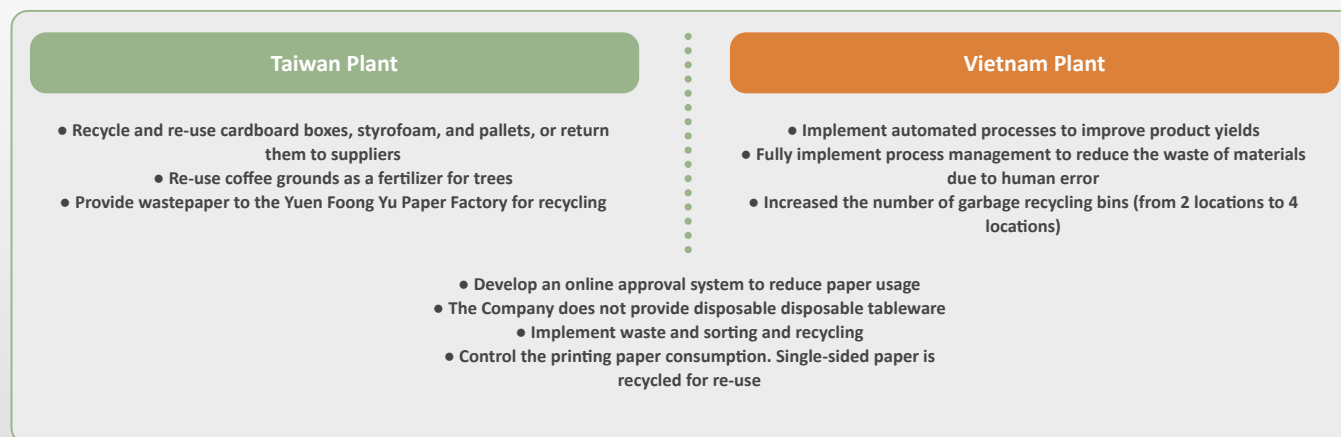 Taiwan Plant
● Recycle and re-use cardboard boxes, styrofoam, and pallets, or return
them to suppliers
● Re-use coffee grounds as a fertilizer for trees
● Provide wastepaper to the Yuen Foong Yu Paper Factory for recycling
Vietnam Plant
● Implement automated processes to improve product yields
● Fully implement process management to reduce the waste of materials
due to human error
● Increased the number of garbage recycling bins (from 2 locations to 4
locations)
● Develop an online approval system to reduce paper usage
● The Company does not provide disposable disposable tableware
● Implement waste and sorting and recycling
● Control the printing paper consumption. Single-sided paper is
recycled for re-use